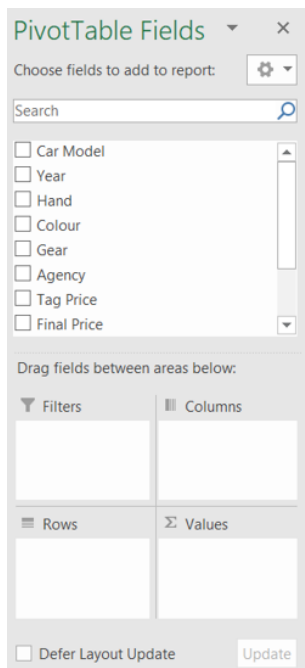 PivotTable Fields
Choose fields to add to report:
Search
Car Model
Year
Hand
Colour
Gear
Agency
Tag Price
Final Price
Drag fields between areas below:
Filters
Columns
Rows
Σ Values
Defer Layout Update
Update